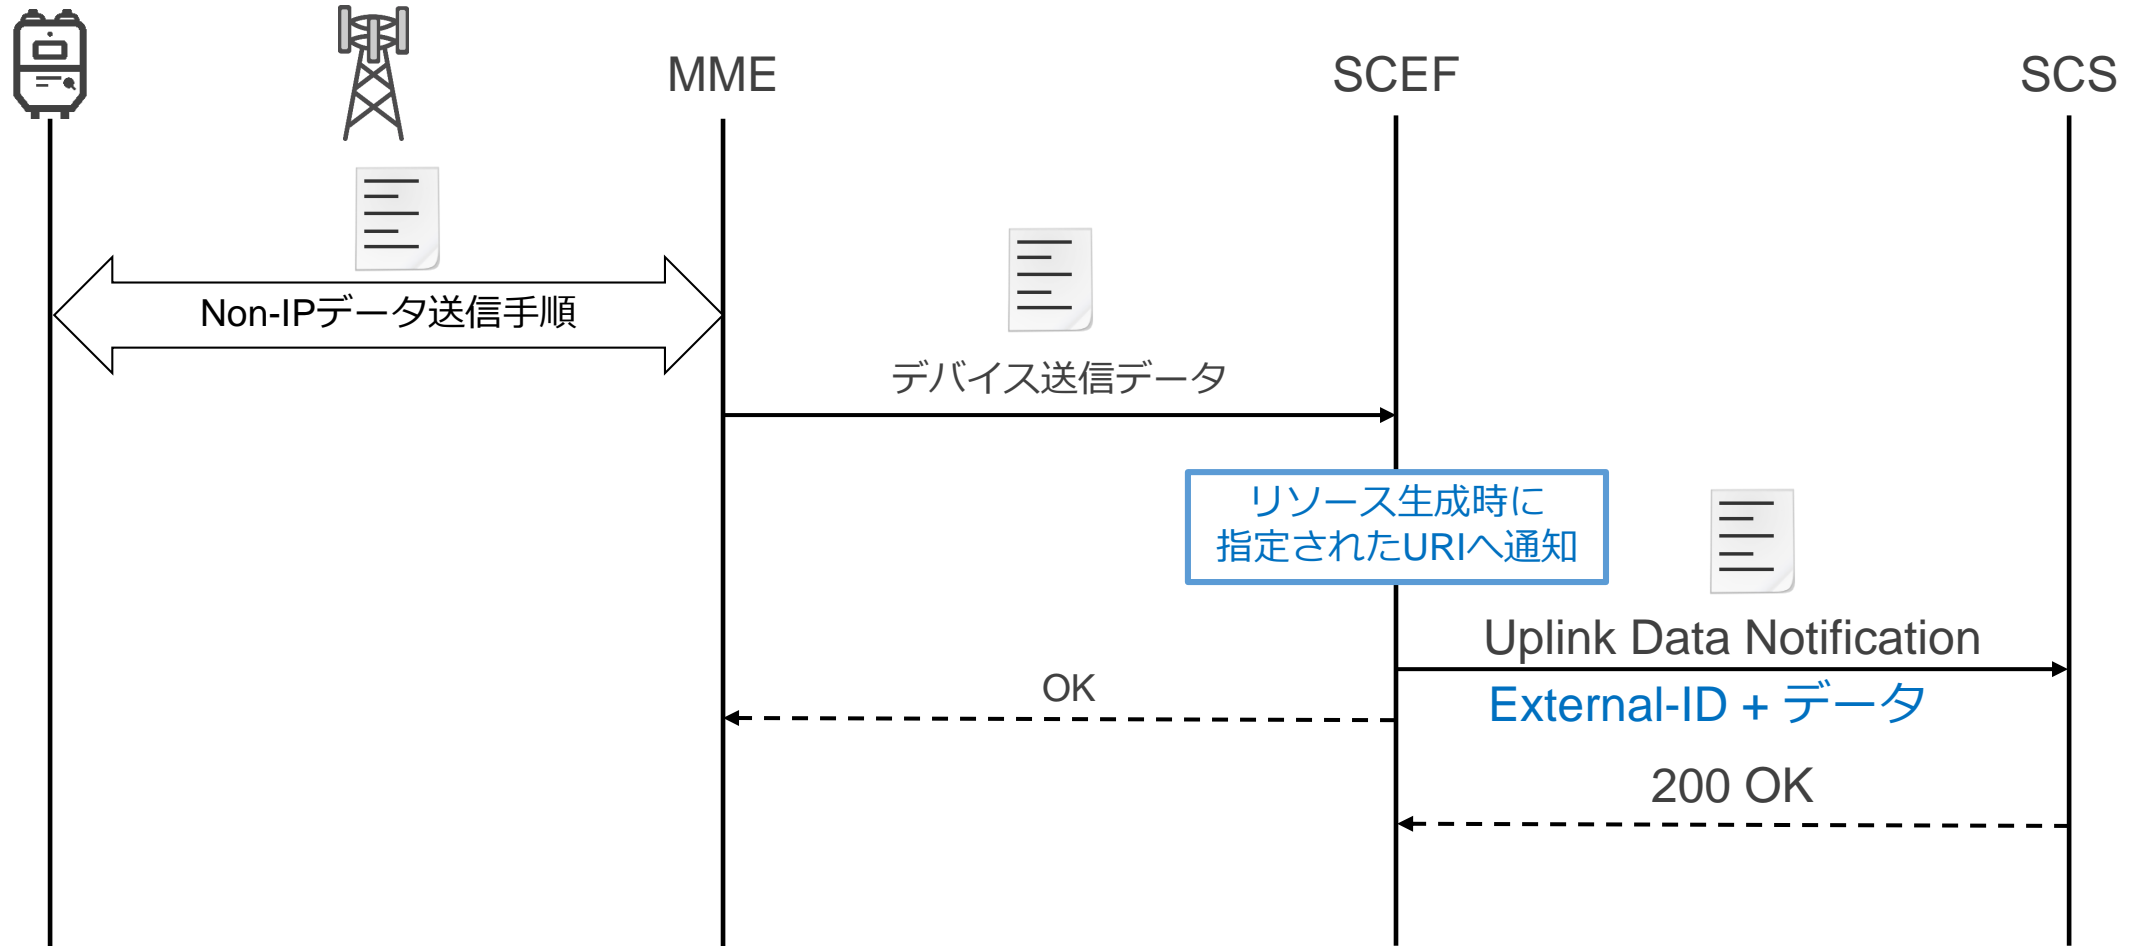 MME
SCEF
SCS
Non-IPデータ送信手順
デバイス送信データ
リソース生成時に
指定されたURIへ通知
Uplink Data Notification
OK
External-ID + データ
200 OK